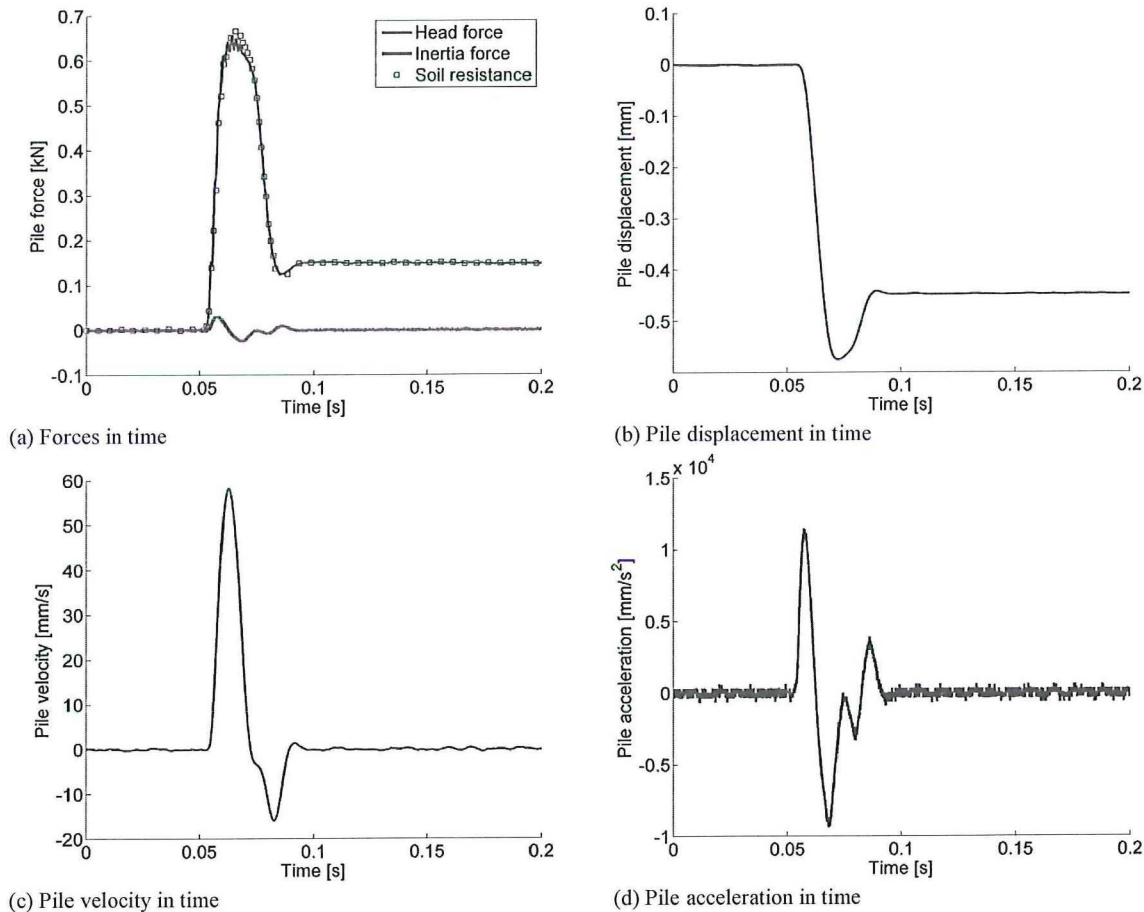 0.7
0.6
0.5
0.4
0.3
0.2
0.1
0
-0.1
Pile force [kN]
Head force
Inertia force
Soil resistance
0 0.05 0.1 0.15 0.2
Time [s]
(a) Forces in time
0.1
0
-0.1
-0.2
-0.3
-0.4
-0.5
Pile displacement [mm]
0 0.05 0.1 0.15 0.2
Time [s]
(b) Pile displacement in time
60
50
40
30
20
10
0
-10
-20
Pile velocity [mm/s]
0 0.05 0.1 0.15 0.2
Time [s]
(c) Pile velocity in time
x 10⁴
1.5
1
0.5
0
-0.5
-1
Pile acceleration [mm/s²]
0 0.05 0.1 0.15 0.2
Time [s]
(d) Pile acceleration in time